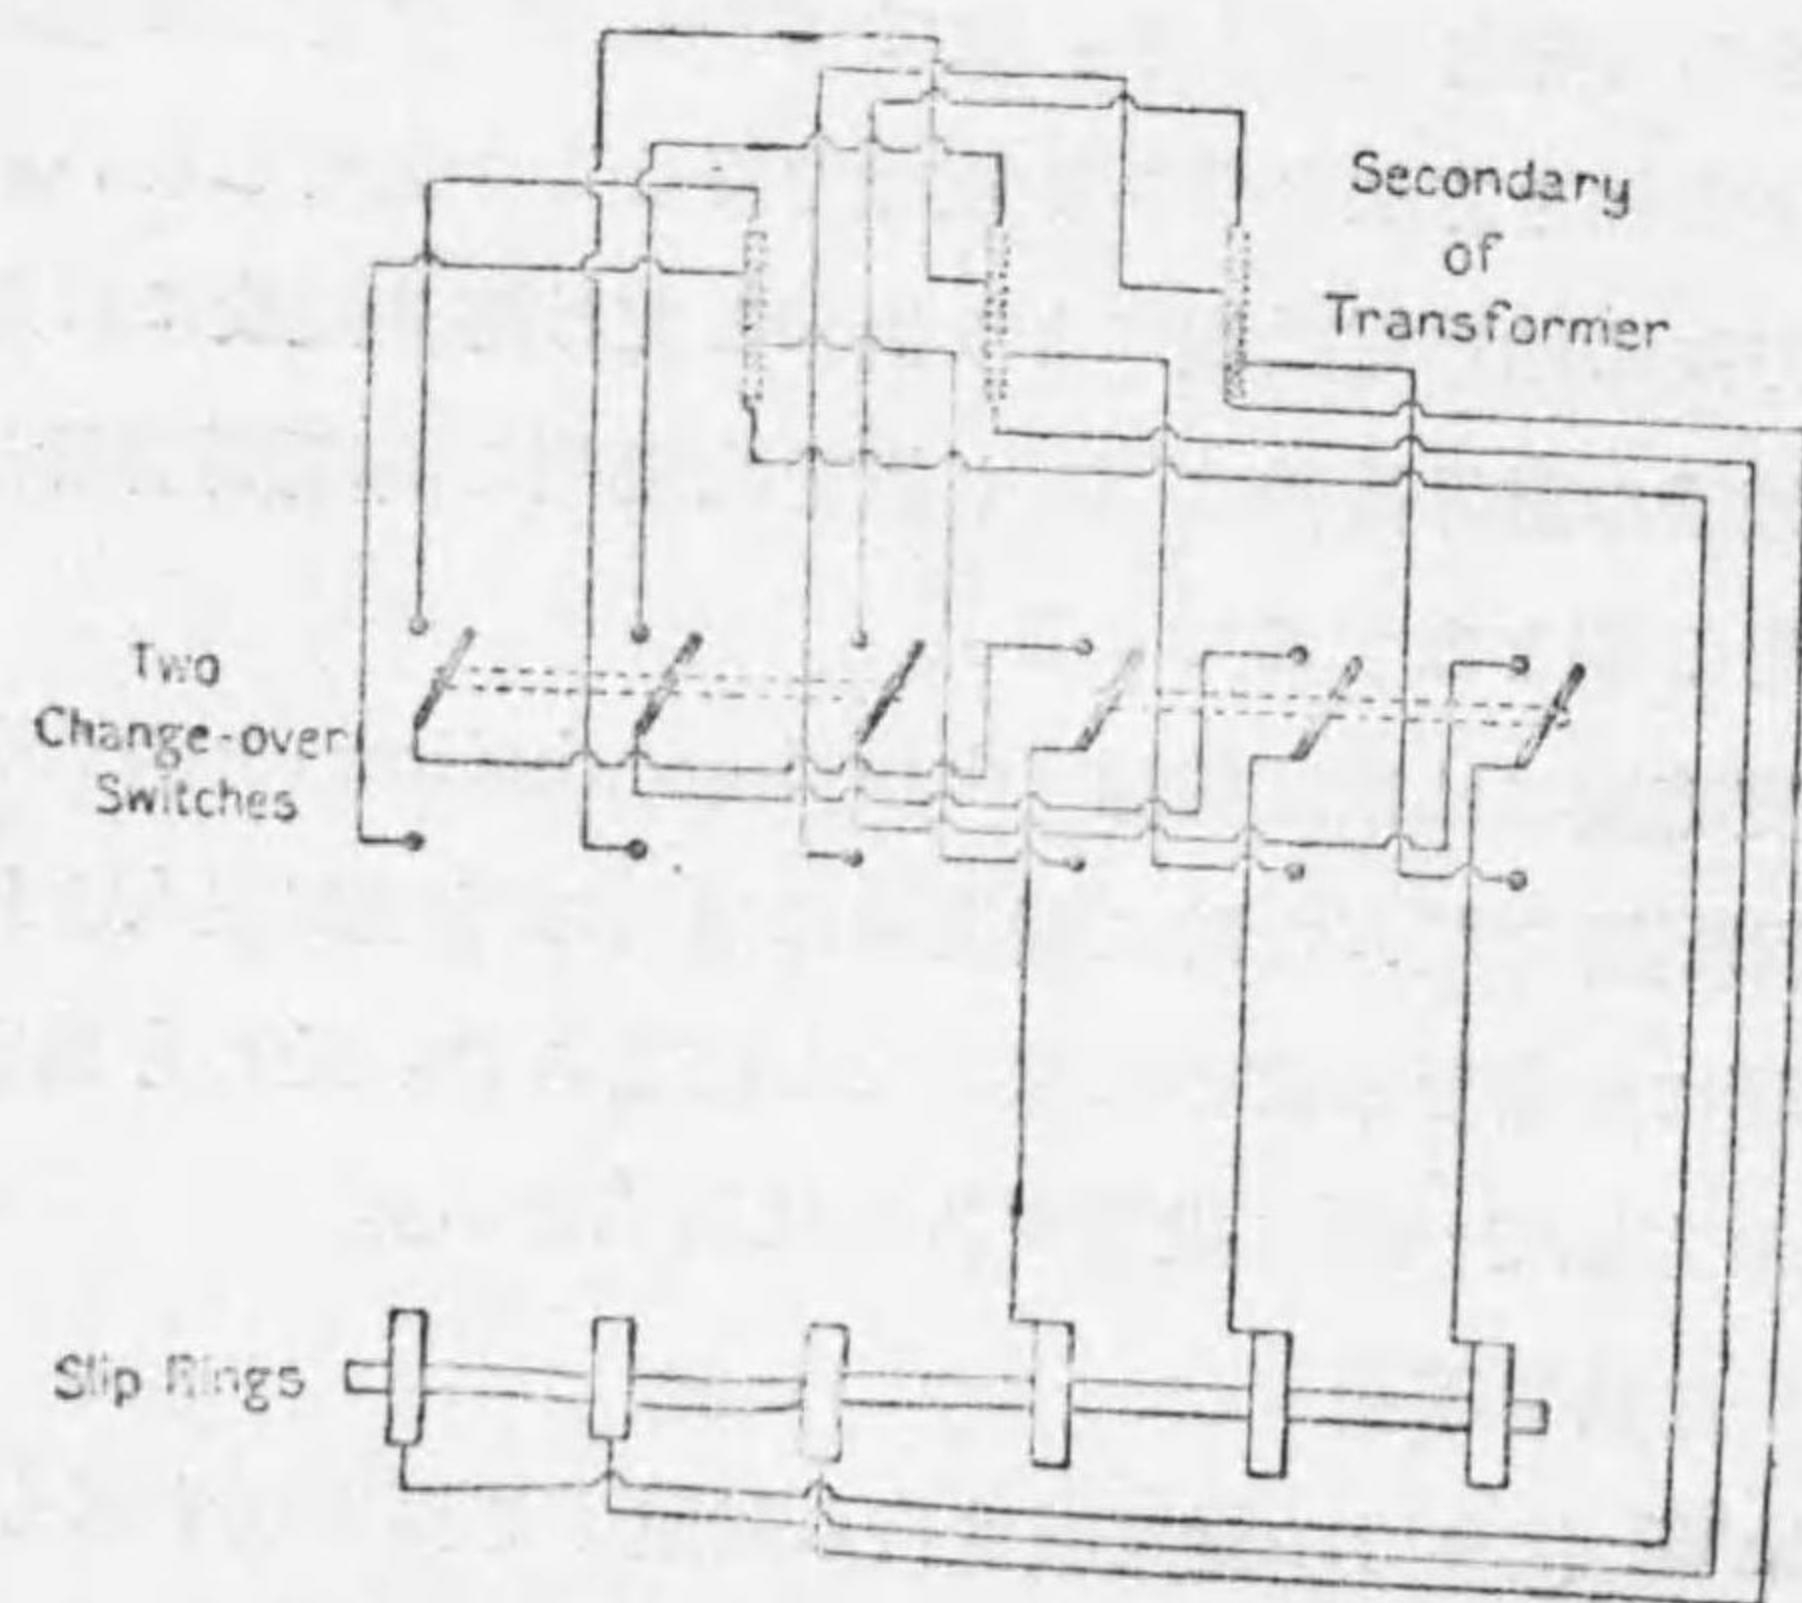 Secondary
of
Transformer
Two
Change-over
Switches
Slip Rings